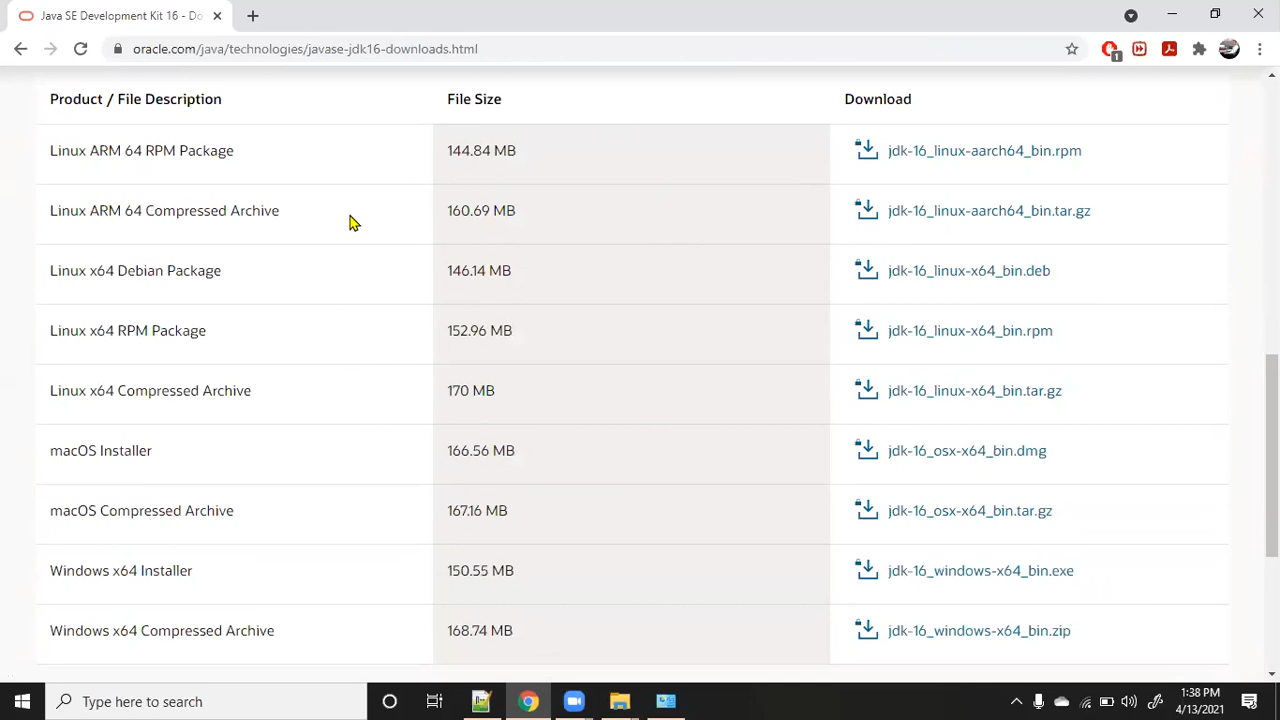 Java SE Development Kit 16 - Do
oracle.com/java/technologies/javase-jdk16-downloads.html
1
Product / File Description File Size Download
Linux ARM 64 RPM Package 144.84 MB jdk-16_linux-aarch64_bin.rpm
Linux ARM 64 Compressed Archive 160.69 MB jdk-16_linux-aarch64_bin.tar.gz
Linux x64 Debian Package 146.14 MB jdk-16_linux-x64_bin.deb
Linux x64 RPM Package 152.96 MB jdk-16_linux-x64_bin.rpm
Linux x64 Compressed Archive 170 MB jdk-16_linux-x64_bin.tar.gz
macOS Installer 166.56 MB jdk-16_osx-x64_bin.dmg
macOS Compressed Archive 167.16 MB jdk-16_osx-x64_bin.tar.gz
Windows x64 Installer 150.55 MB jdk-16_windows-x64_bin.exe
Windows x64 Compressed Archive 168.74 MB jdk-16_windows-x64_bin.zip
Type here to search
1:38 PM
4/13/2021